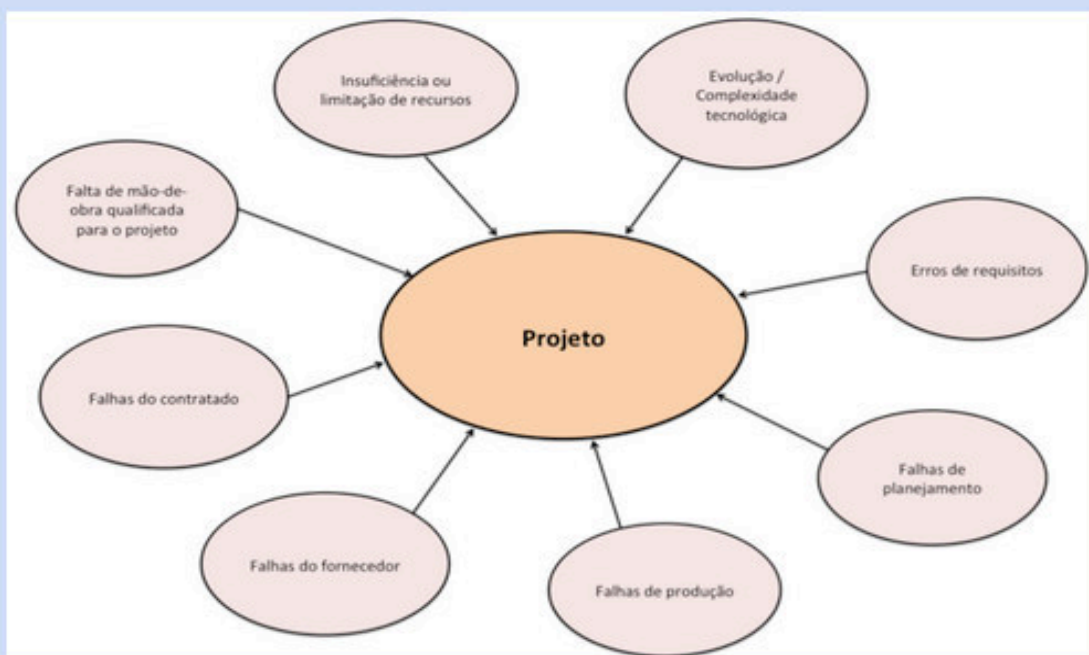 Insuficiência ou
limitação de recursos
Evolução /
Complexidade
tecnológica
Falta de mão-de-
obra qualificada
para o projeto
Erros de requisitos
Projeto
Falhas do contratado
Falhas de
planejamento
Falhas do fornecedor
Falhas de produção